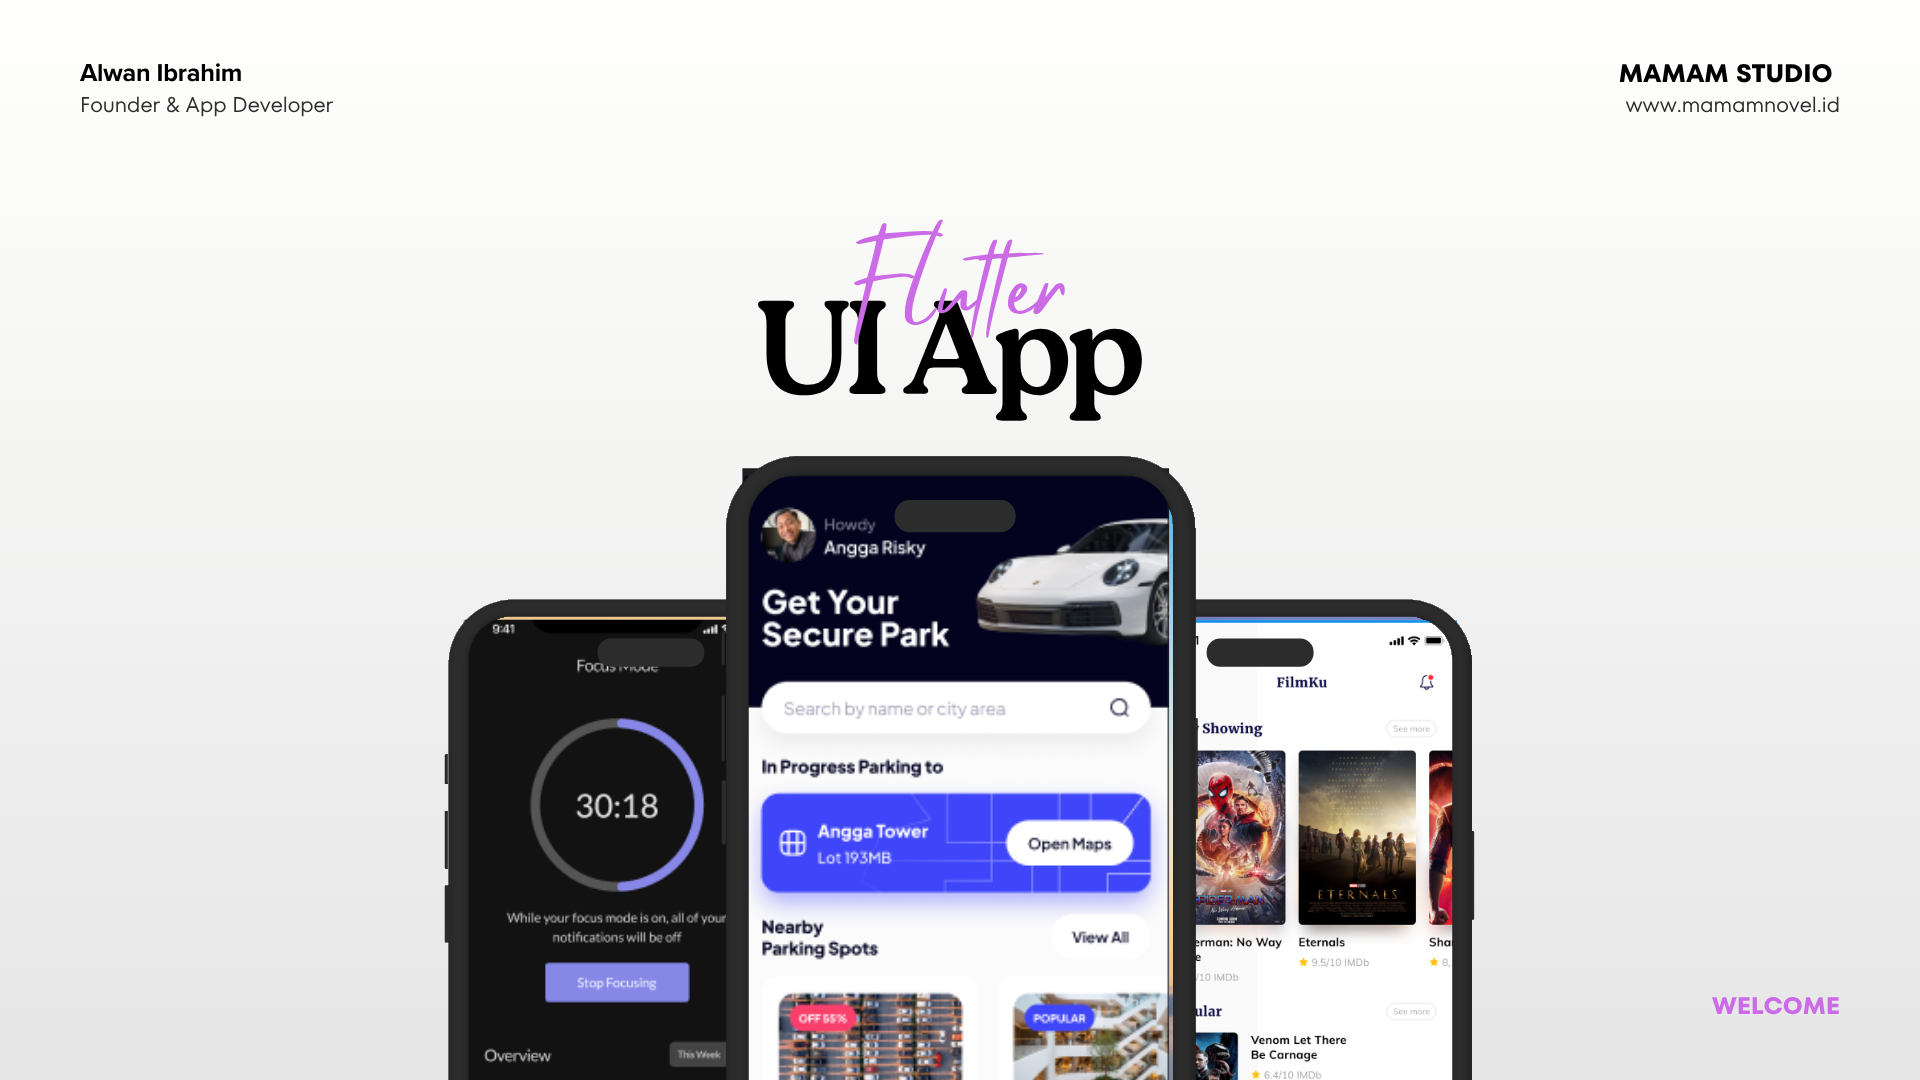 Alwan Ibrahim
Founder & App Developer
MAMAM STUDIO
www.mamamnovel.id
Flutter
UI App
9:41
Focus Mode
30:18
While your focus mode is on, all of your
notifications will be off
Stop Focusing
Overview
This Week
Howdy
Angga Risky
Get Your
Secure Park
Search by name or city area
In Progress Parking to
Angga Tower
Lot 193MB
Open Maps
Nearby
Parking Spots
View All
OFF 55%
POPULAR
FilmKu
Showing
See more
SPIDER-MAN
ETERNALS
erman: No Way
e
/10 IMDb
Eternals
9.5/10 IMDb
Sha
8,
ular
See more
Venom Let There
Be Carnage
6.4/10 IMDb
WELCOME